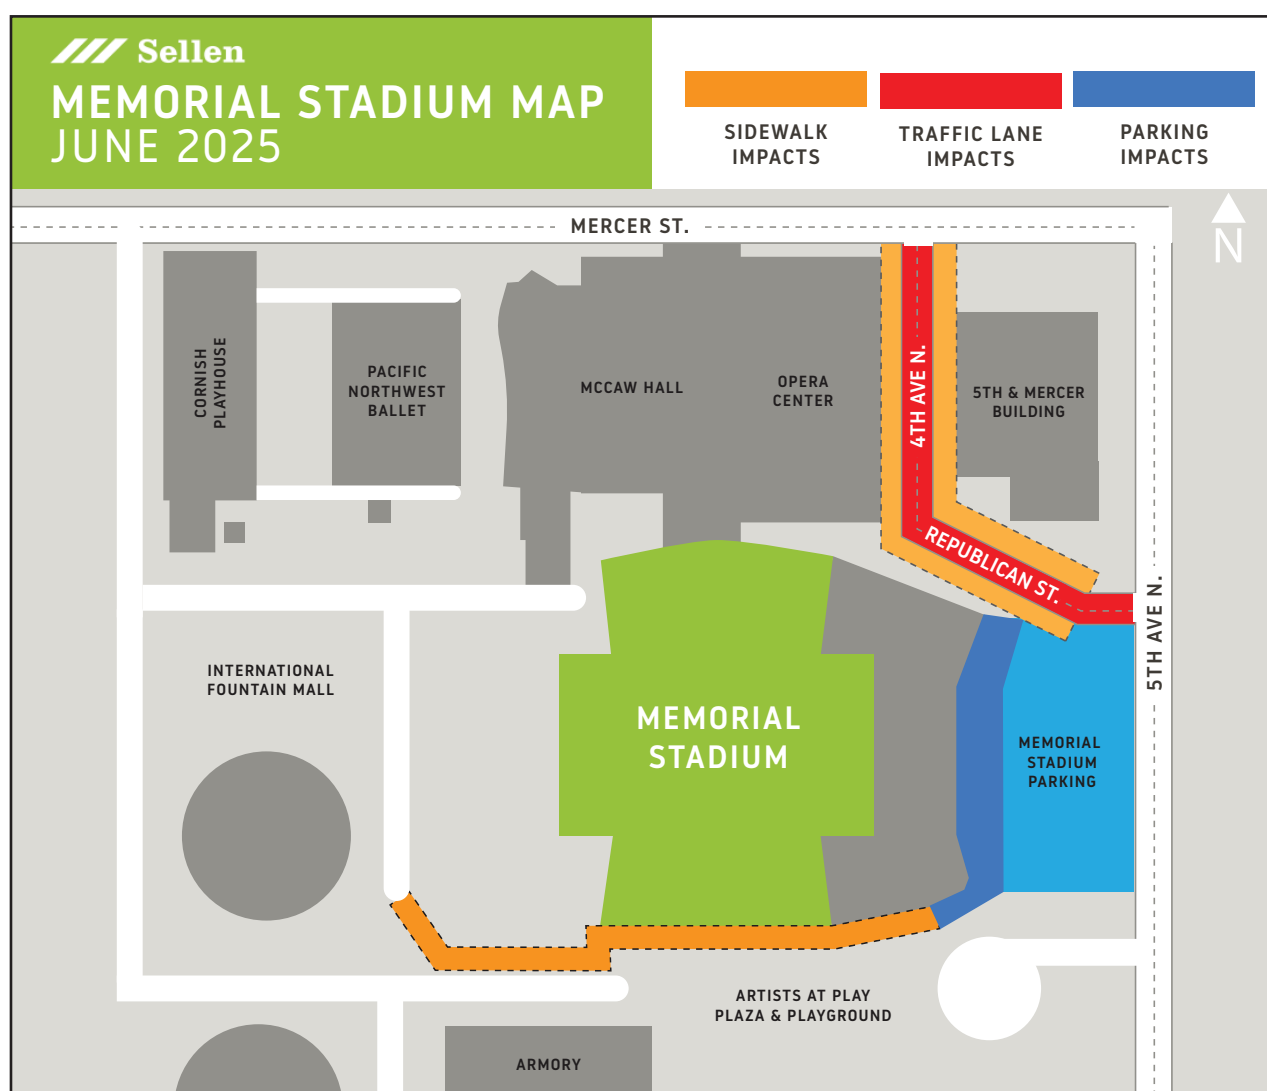 Sellen
MEMORIAL STADIUM MAP
JUNE 2025
SIDEWALK
IMPACTS
TRAFFIC LANE
IMPACTS
PARKING
IMPACTS
MERCER ST.
N
CORNISH
PLAYHOUSE
PACIFIC
NORTHWEST
BALLET
MCCAW HALL
OPERA
CENTER
4TH AVE N.
5TH & MERCER
BUILDING
REPUBLICAN ST.
5TH AVE N.
INTERNATIONAL
FOUNTAIN MALL
MEMORIAL
STADIUM
MEMORIAL
STADIUM
PARKING
ARTISTS AT PLAY
PLAZA & PLAYGROUND
ARMORY